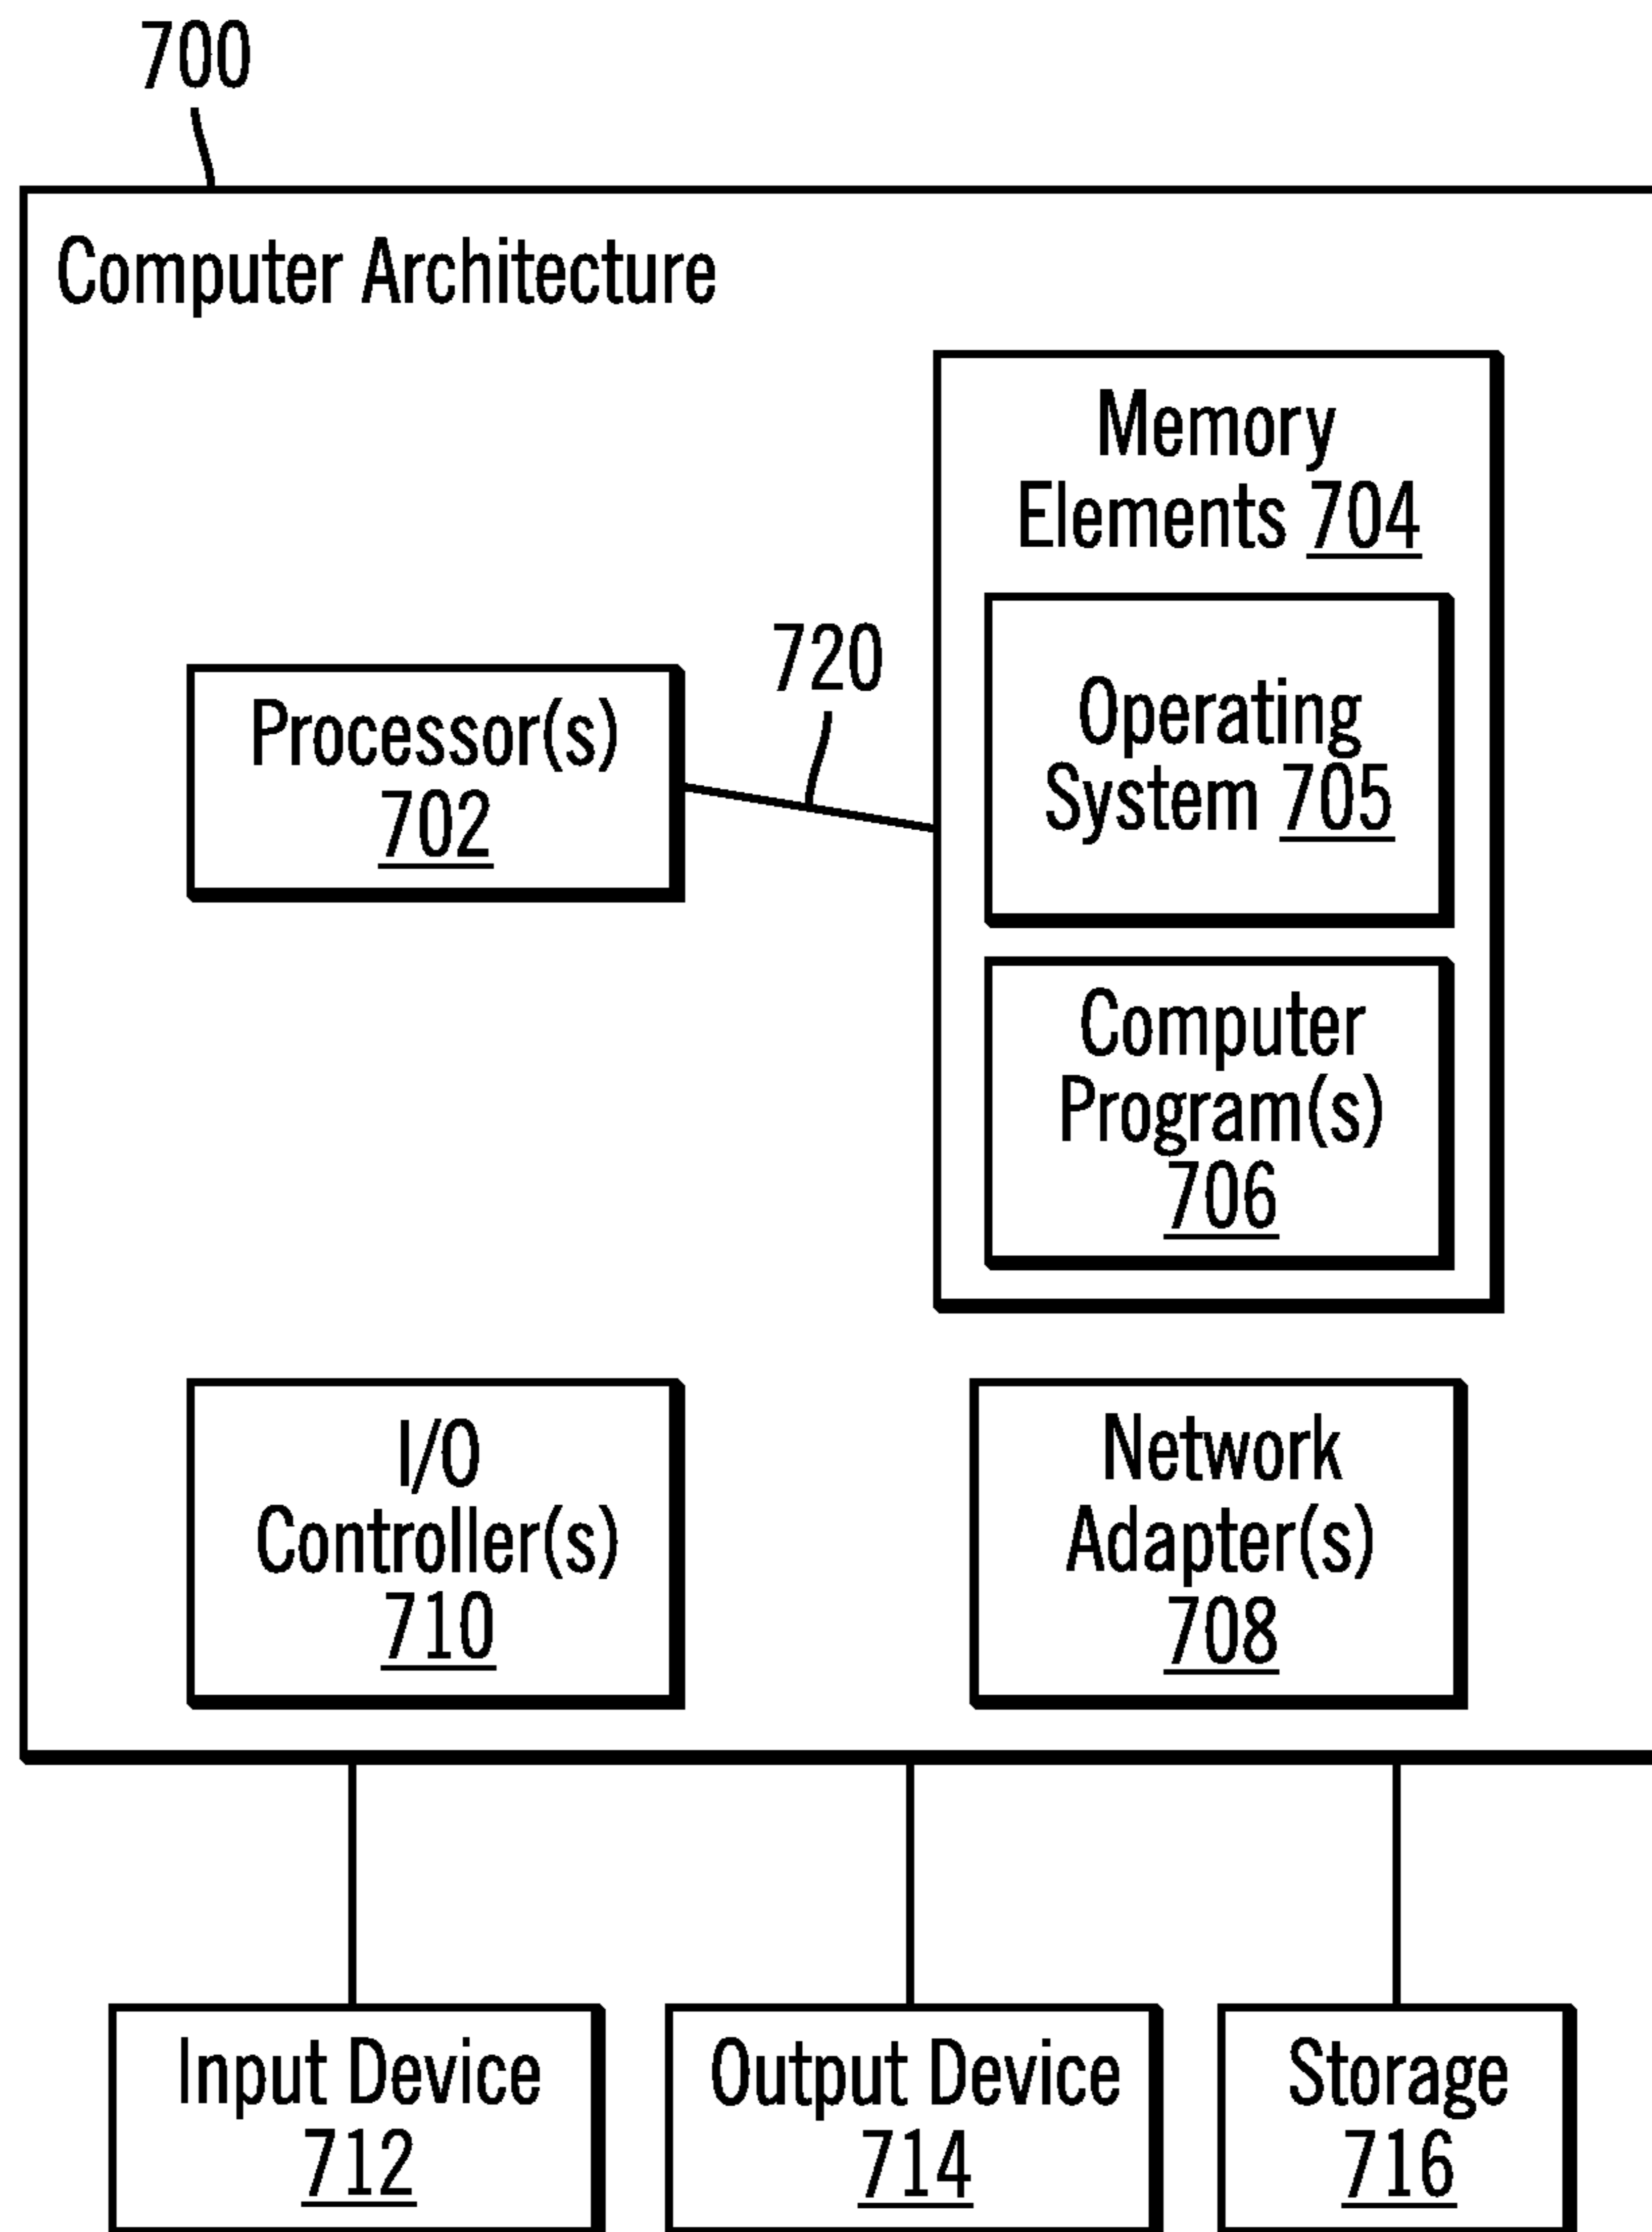 700
Computer Architecture
Memory
Elements 704
720
Operating
System 705
Processor(s)
702
Computer
Program(s)
706
I/O
Controller(s)
710
Network
Adapter(s)
708
Input Device
712
Output Device
714
Storage
716